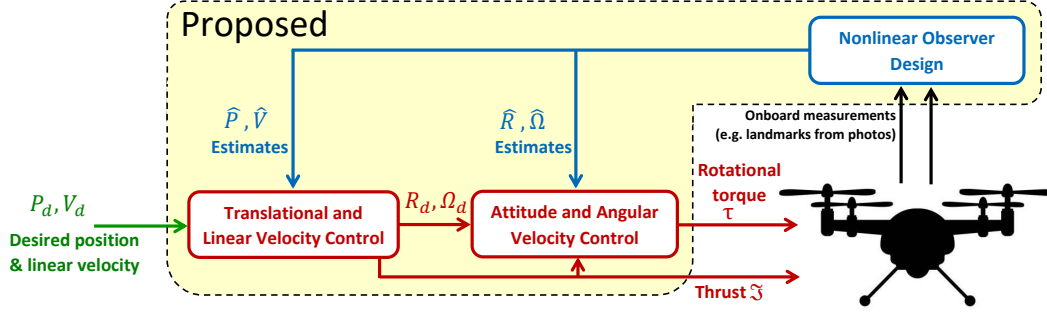 Proposed
Nonlinear Observer
Design
Onboard measurements
(e.g. landmarks from photos)
P̂ , V̂
Estimates
R̂ , Ω̂
Estimates
Rotational
torque
τ
P_d, V_d
Desired position
& linear velocity
Translational and
Linear Velocity Control
R_d, Ω_d
Attitude and Angular
Velocity Control
Thrust ℑ